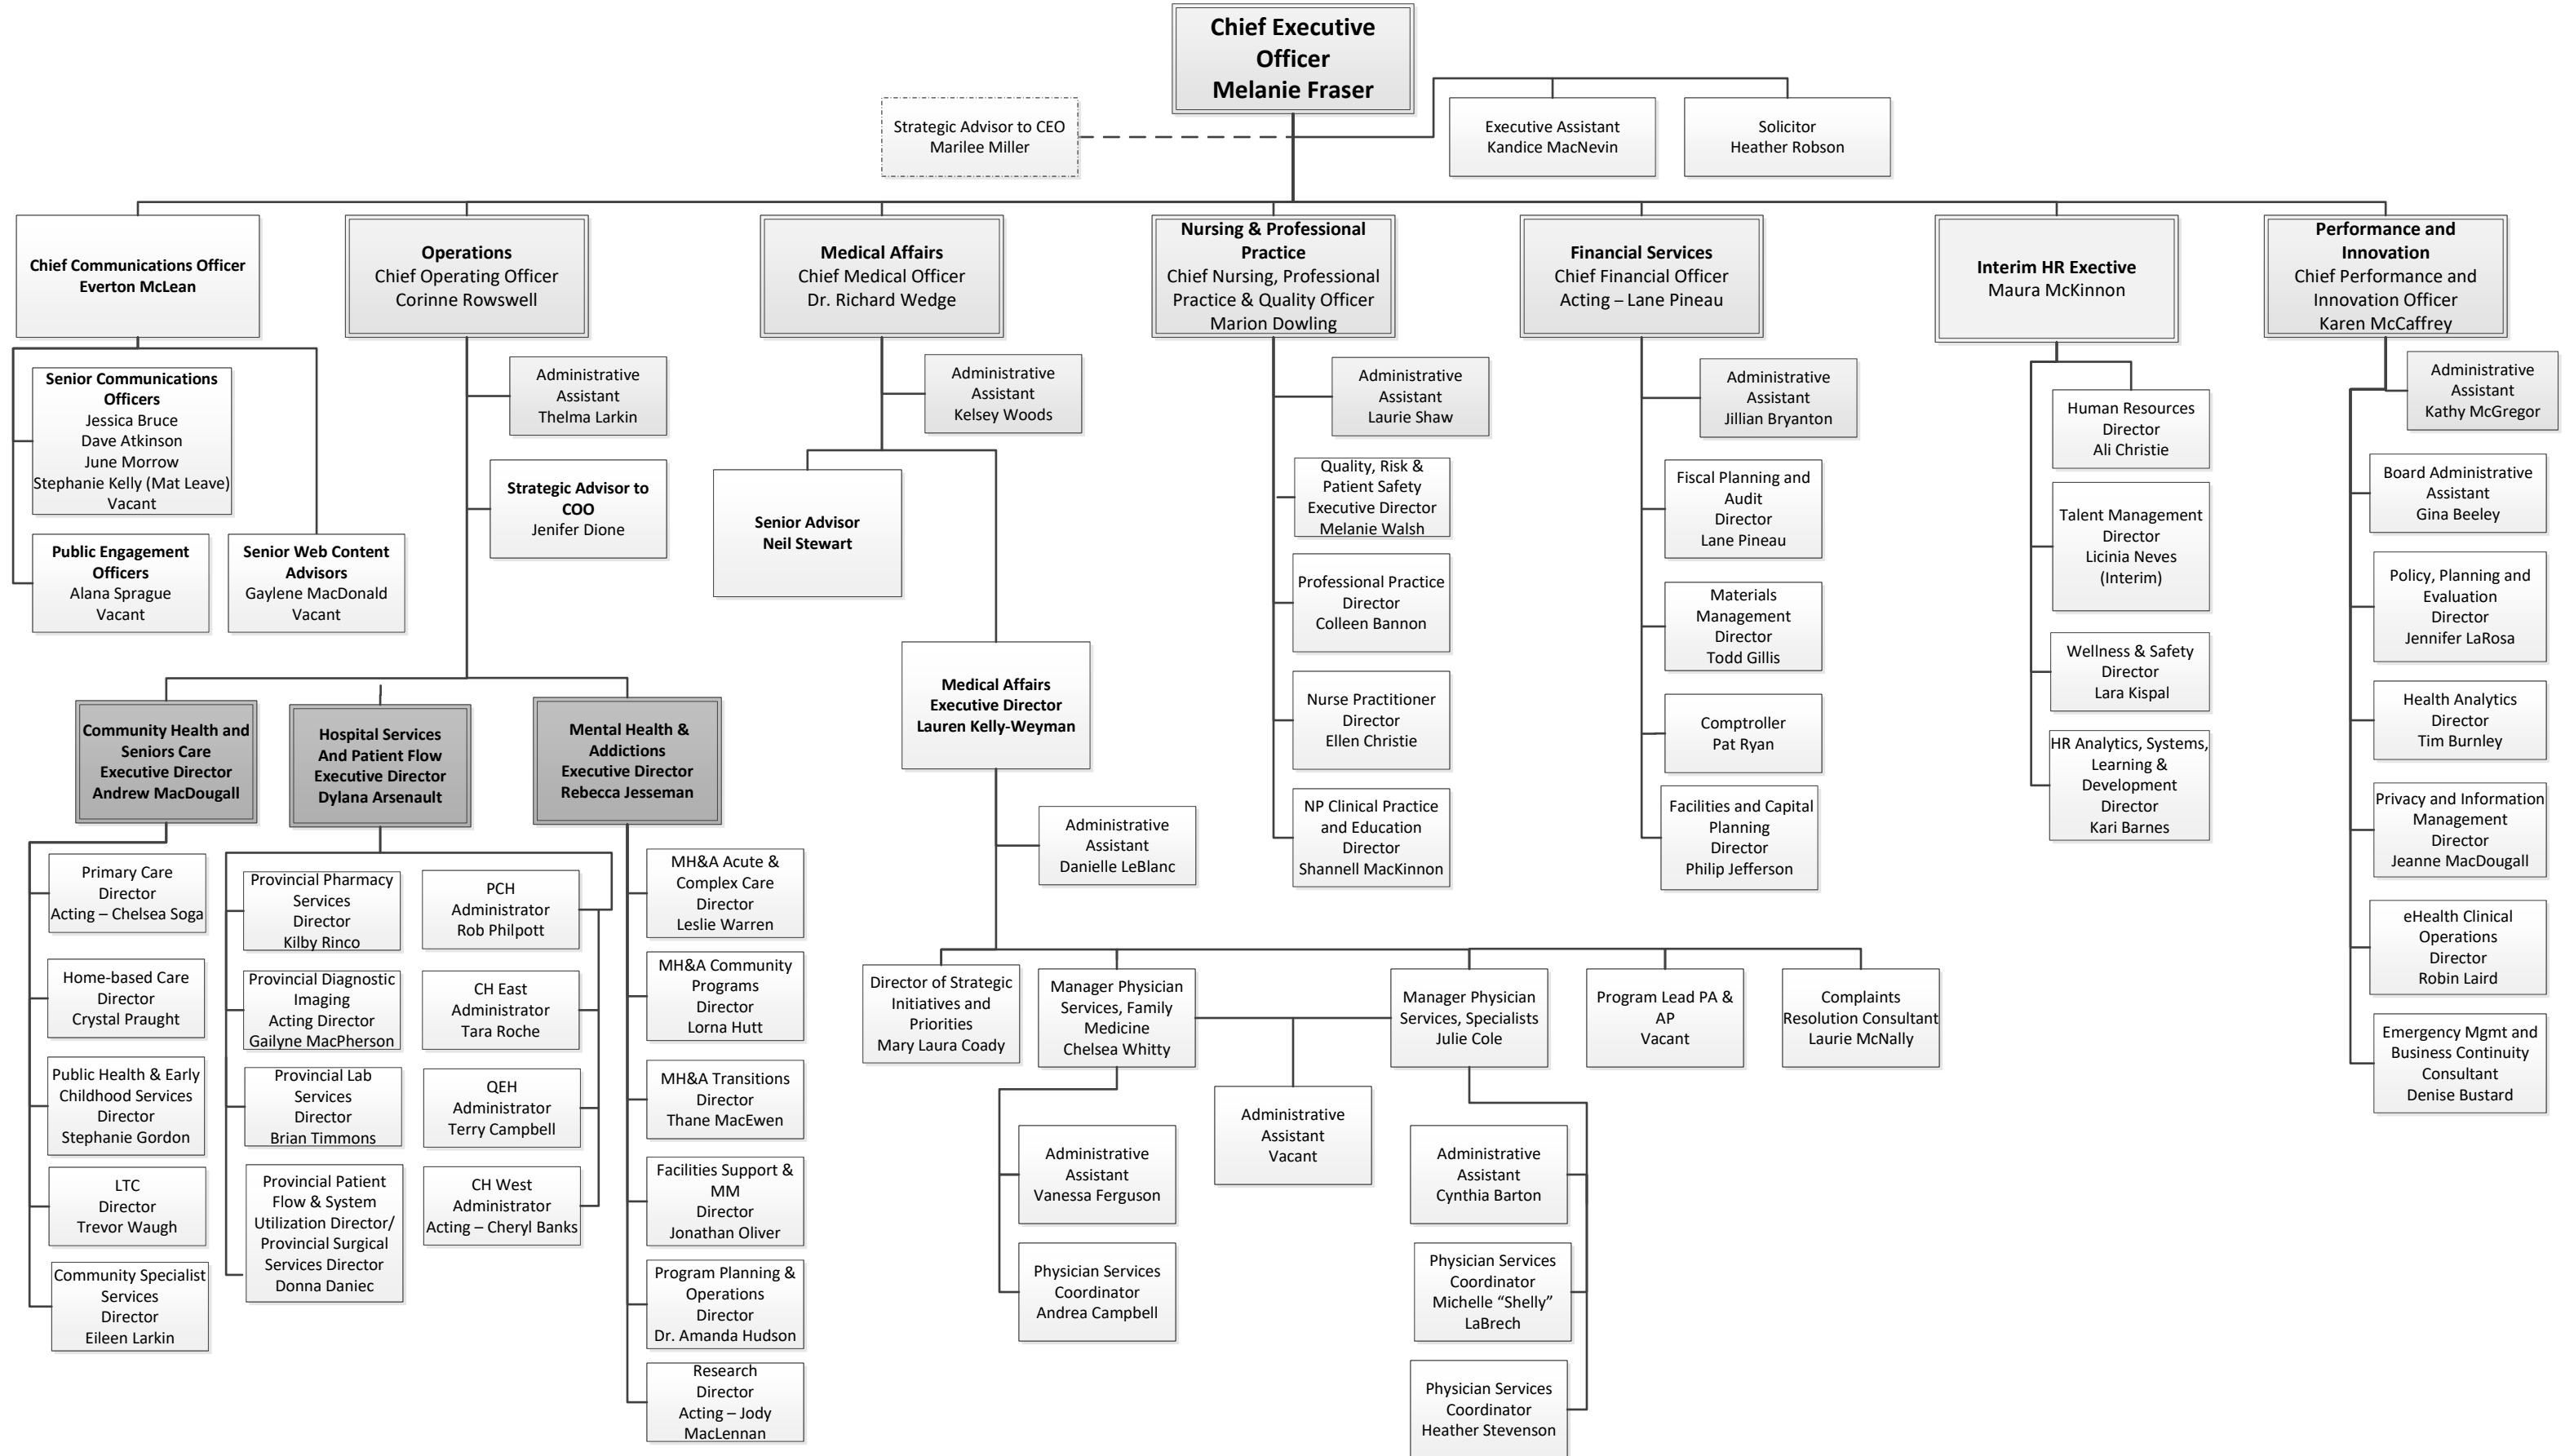 Chief Executive
Officer
Melanie Fraser
Strategic Advisor to CEO
Marilee Miller
Executive Assistant
Kandice MacNevin
Solicitor
Heather Robson
Chief Communications Officer
Everton McLean
Operations
Chief Operating Officer
Corinne Rowswell
Medical Affairs
Chief Medical Officer
Dr. Richard Wedge
Nursing & Professional
Practice
Chief Nursing, Professional
Practice & Quality Officer
Marion Dowling
Financial Services
Chief Financial Officer
Acting – Lane Pineau
Interim HR Exective
Maura McKinnon
Performance and
Innovation
Chief Performance and
Innovation Officer
Karen McCaffrey
Senior Communications
Officers
Jessica Bruce
Dave Atkinson
June Morrow
Stephanie Kelly (Mat Leave)
Vacant
Public Engagement
Officers
Alana Sprague
Vacant
Senior Web Content
Advisors
Gaylene MacDonald
Vacant
Administrative
Assistant
Thelma Larkin
Strategic Advisor to
COO
Jenifer Dione
Community Health and
Seniors Care
Executive Director
Andrew MacDougall
Hospital Services
And Patient Flow
Executive Director
Dylana Arsenault
Mental Health &
Addictions
Executive Director
Rebecca Jesseman
Primary Care
Director
Acting – Chelsea Soga
Home-based Care
Director
Crystal Praught
Public Health & Early
Childhood Services
Director
Stephanie Gordon
LTC
Director
Trevor Waugh
Community Specialist
Services
Director
Eileen Larkin
Provincial Pharmacy
Services
Director
Kilby Rinco
Provincial Diagnostic
Imaging
Acting Director
Gailyne MacPherson
Provincial Lab
Services
Director
Brian Timmons
Provincial Patient
Flow & System
Utilization Director/
Provincial Surgical
Services Director
Donna Daniec
PCH
Administrator
Rob Philpott
CH East
Administrator
Tara Roche
QEH
Administrator
Terry Campbell
CH West
Administrator
Acting – Cheryl Banks
MH&A Acute &
Complex Care
Director
Leslie Warren
MH&A Community
Programs
Director
Lorna Hutt
MH&A Transitions
Director
Thane MacEwen
Facilities Support &
MM
Director
Jonathan Oliver
Program Planning &
Operations
Director
Dr. Amanda Hudson
Research
Director
Acting – Jody
MacLennan
Administrative
Assistant
Kelsey Woods
Senior Advisor
Neil Stewart
Medical Affairs
Executive Director
Lauren Kelly-Weyman
Administrative
Assistant
Danielle LeBlanc
Director of Strategic
Initiatives and
Priorities
Mary Laura Coady
Manager Physician
Services, Family
Medicine
Chelsea Whitty
Manager Physician
Services, Specialists
Julie Cole
Program Lead PA &
AP
Vacant
Complaints
Resolution Consultant
Laurie McNally
Administrative
Assistant
Vanessa Ferguson
Physician Services
Coordinator
Andrea Campbell
Administrative
Assistant
Vacant
Administrative
Assistant
Cynthia Barton
Physician Services
Coordinator
Michelle “Shelly”
LaBrech
Physician Services
Coordinator
Heather Stevenson
Administrative
Assistant
Laurie Shaw
Quality, Risk &
Patient Safety
Executive Director
Melanie Walsh
Professional Practice
Director
Colleen Bannon
Nurse Practitioner
Director
Ellen Christie
NP Clinical Practice
and Education
Director
Shannell MacKinnon
Administrative
Assistant
Jillian Bryanton
Fiscal Planning and
Audit
Director
Lane Pineau
Materials
Management
Director
Todd Gillis
Comptroller
Pat Ryan
Facilities and Capital
Planning
Director
Philip Jefferson
Human Resources
Director
Ali Christie
Talent Management
Director
Licinia Neves
(Interim)
Wellness & Safety
Director
Lara Kispal
HR Analytics, Systems,
Learning &
Development
Director
Kari Barnes
Administrative
Assistant
Kathy McGregor
Board Administrative
Assistant
Gina Beeley
Policy, Planning and
Evaluation
Director
Jennifer LaRosa
Health Analytics
Director
Tim Burnley
Privacy and Information
Management
Director
Jeanne MacDougall
eHealth Clinical
Operations
Director
Robin Laird
Emergency Mgmt and
Business Continuity
Consultant
Denise Bustard